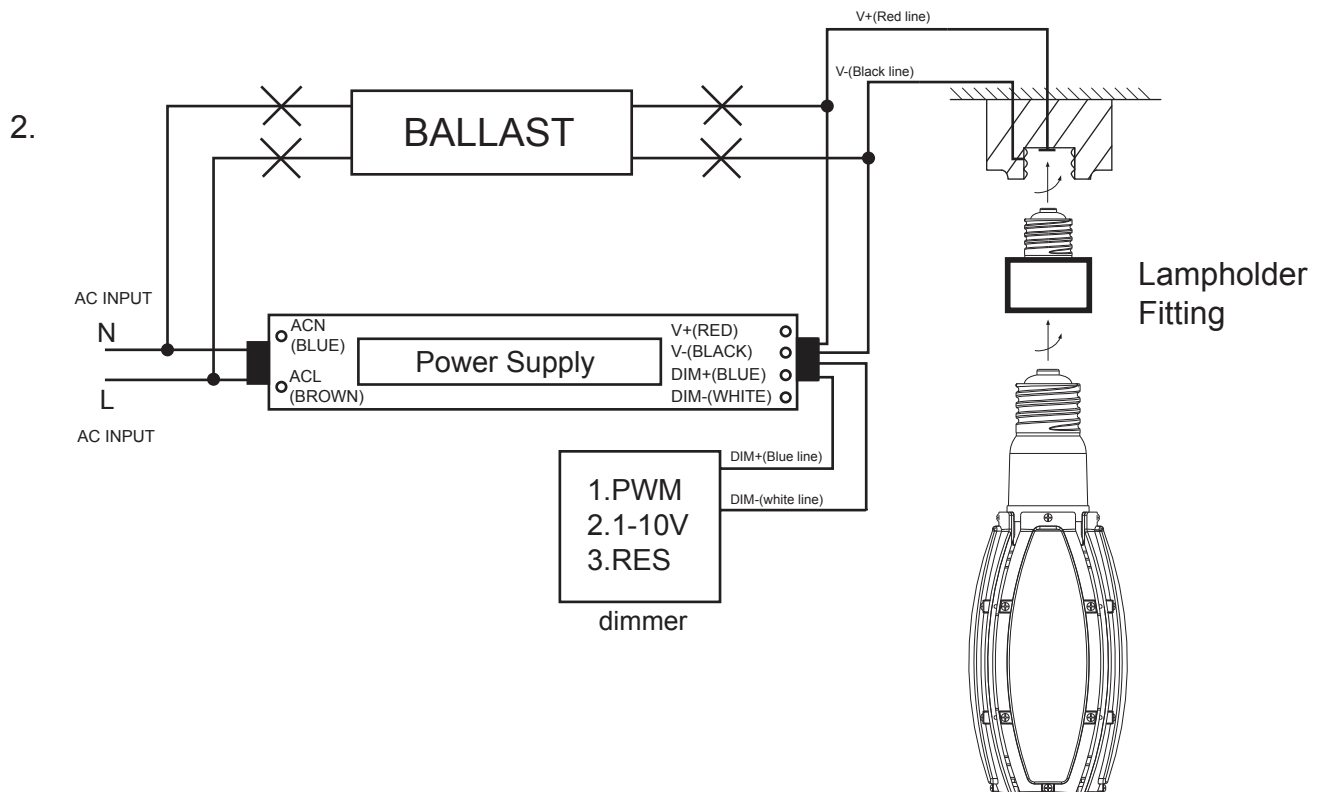 V+(Red line)
V-(Black line)
2.
BALLAST
Lampholder
Fitting
AC INPUT
N
L
AC INPUT
ACN
(BLUE)
ACL
(BROWN)
Power Supply
V+(RED)
V-(BLACK)
DIM+(BLUE)
DIM-(WHITE)
DIM+(Blue line)
DIM-(white line)
1.PWM
2.1-10V
3.RES
dimmer